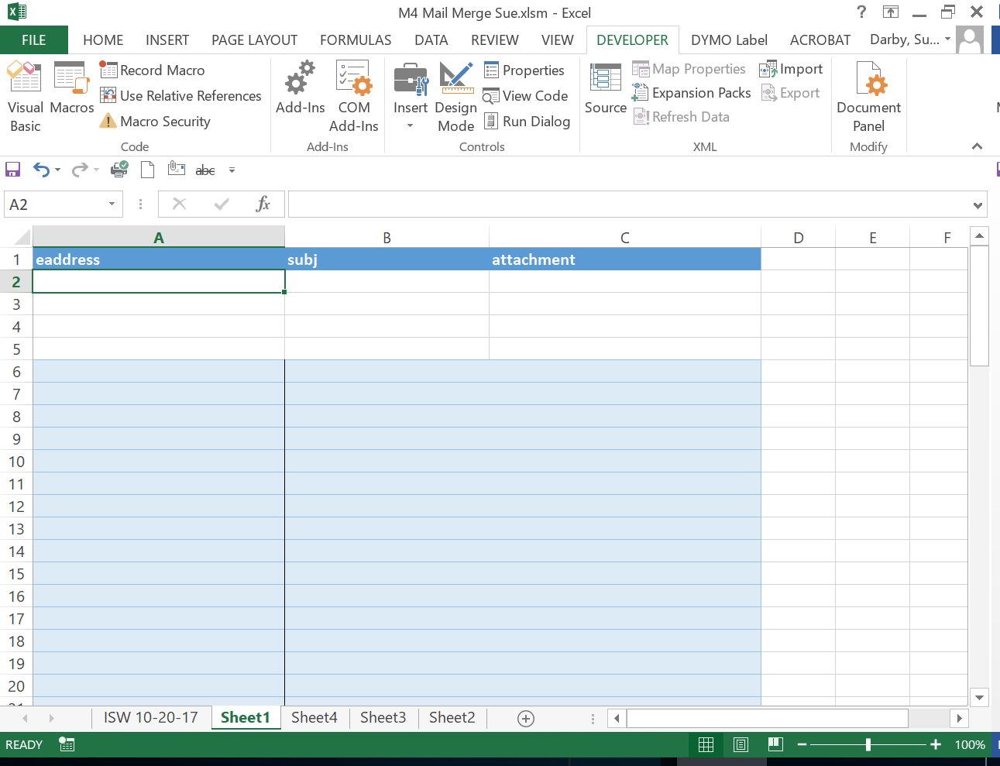 M4 Mail Merge Sue.xlsm - Excel
FILE HOME INSERT PAGE LAYOUT FORMULAS DATA REVIEW VIEW DEVELOPER DYMO Label ACROBAT Darby, Su...
Visual Basic
Macros
Record Macro
Use Relative References
Macro Security
Code
Add-Ins
COM Add-Ins
Add-Ins
Insert
Design Mode
Properties
View Code
Run Dialog
Controls
Source
Map Properties
Expansion Packs
Refresh Data
Import
Export
XML
Document Panel
Modify
abc
A2
fx
A B C D E F
1 eaddress subj attachment
2
3
4
5
6
7
8
9
10
11
12
13
14
15
16
17
18
19
20
21
ISW 10-20-17 Sheet1 Sheet4 Sheet3 Sheet2
READY 100%